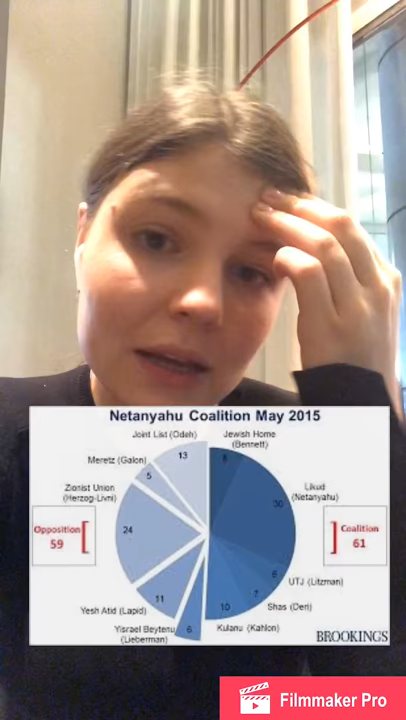 Netanyahu Coalition May 2015
Joint List (Odeh)
Jewish Home
(Bennett)
13
8
Meretz (Galon)
5
Likud
(Netanyahu)
30
Zionist Union
(Herzog-Livni)
Opposition
59
24
Coalition
61
6
UTJ (Litzman)
7
Shas (Deri)
Yesh Atid (Lapid)
11
10
Kulanu (Kahlon)
Yisrael Beytenu
(Lieberman)
6
BROOKINGS
Filmmaker Pro